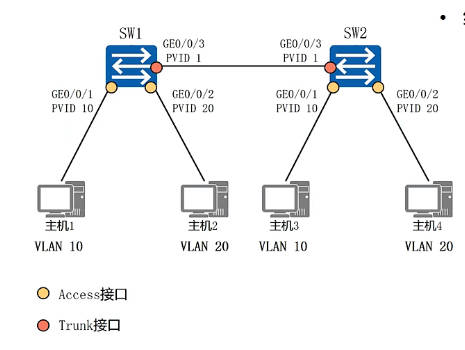 SW1
SW2
GE0/0/3
PVID 1
GE0/0/3
PVID 1
GE0/0/1
PVID 10
GE0/0/2
PVID 20
GE0/0/1
PVID 10
GE0/0/2
PVID 20
主机1
主机2
主机3
主机4
VLAN 10
VLAN 20
VLAN 10
VLAN 20
Access接口
Trunk接口